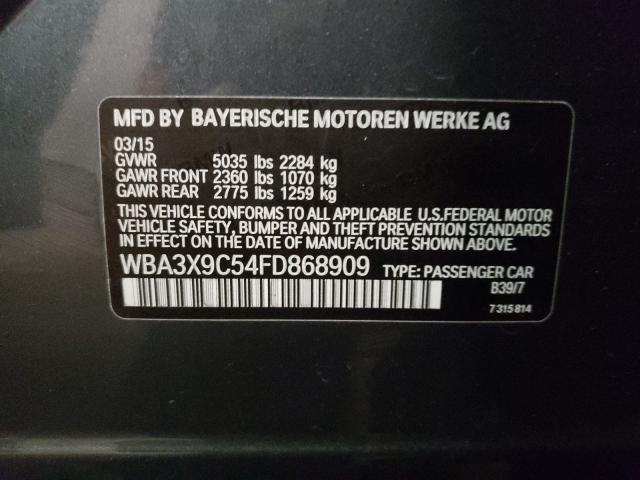 MFD BY BAYERISCHE MOTOREN WERKE AG
03/15
GVWR 5035 lbs 2284 kg
GAWR FRONT 2360 lbs 1070 kg
GAWR REAR 2775 lbs 1259 kg
THIS VEHICLE CONFORMS TO ALL APPLICABLE U.S.FEDERAL MOTOR
VEHICLE SAFETY, BUMPER AND THEFT PREVENTION STANDARDS
IN EFFECT ON THE DATE OF MANUFACTURE SHOWN ABOVE.
WBA3X9C54FD868909 TYPE: PASSENGER CAR
B39/7
7315814